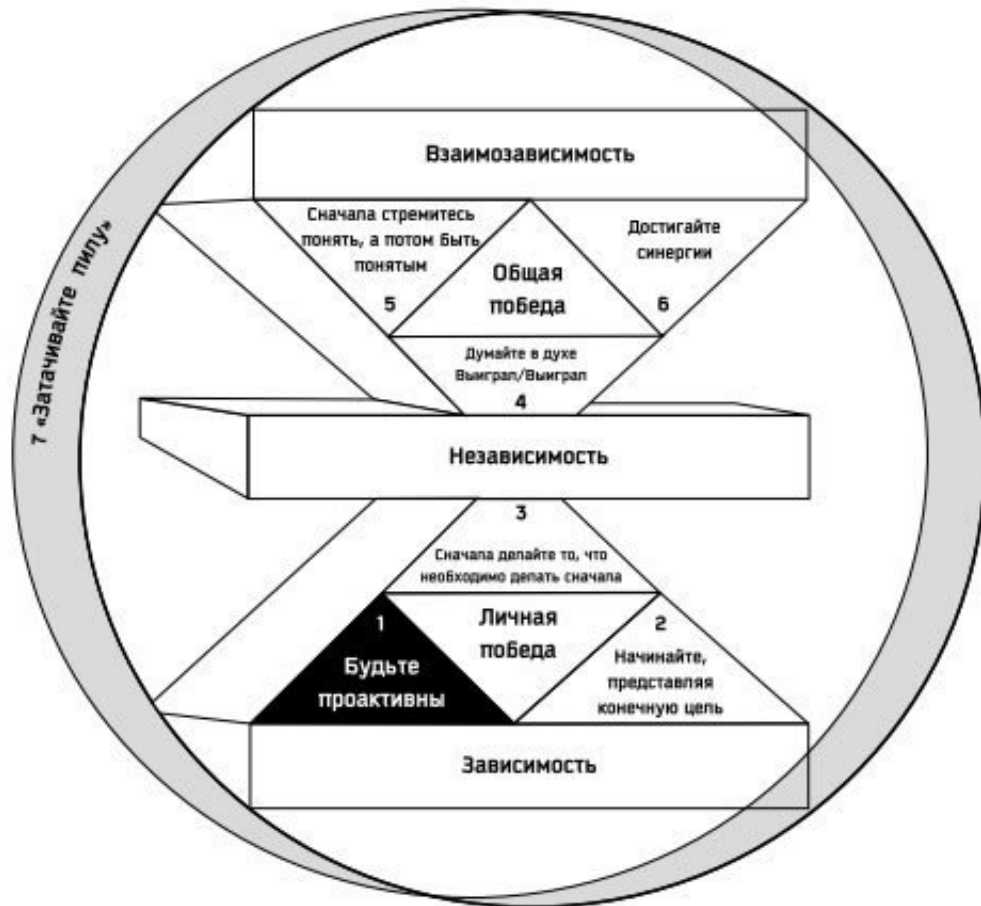 Взаимозависимость
Сначала стремитесь
понять, а потом быть
понятым
5
Общая
победа
Достигайте
синергии
6
Думайте в духе
Выиграл/Выиграл
4
7 «Затачивайте пилу»
Независимость
3
Сначала делайте то, что
необходимо делать сначала
1
Будьте
проактивны
Личная
победа
2
Начинайте,
представляя
конечную цель
Зависимость